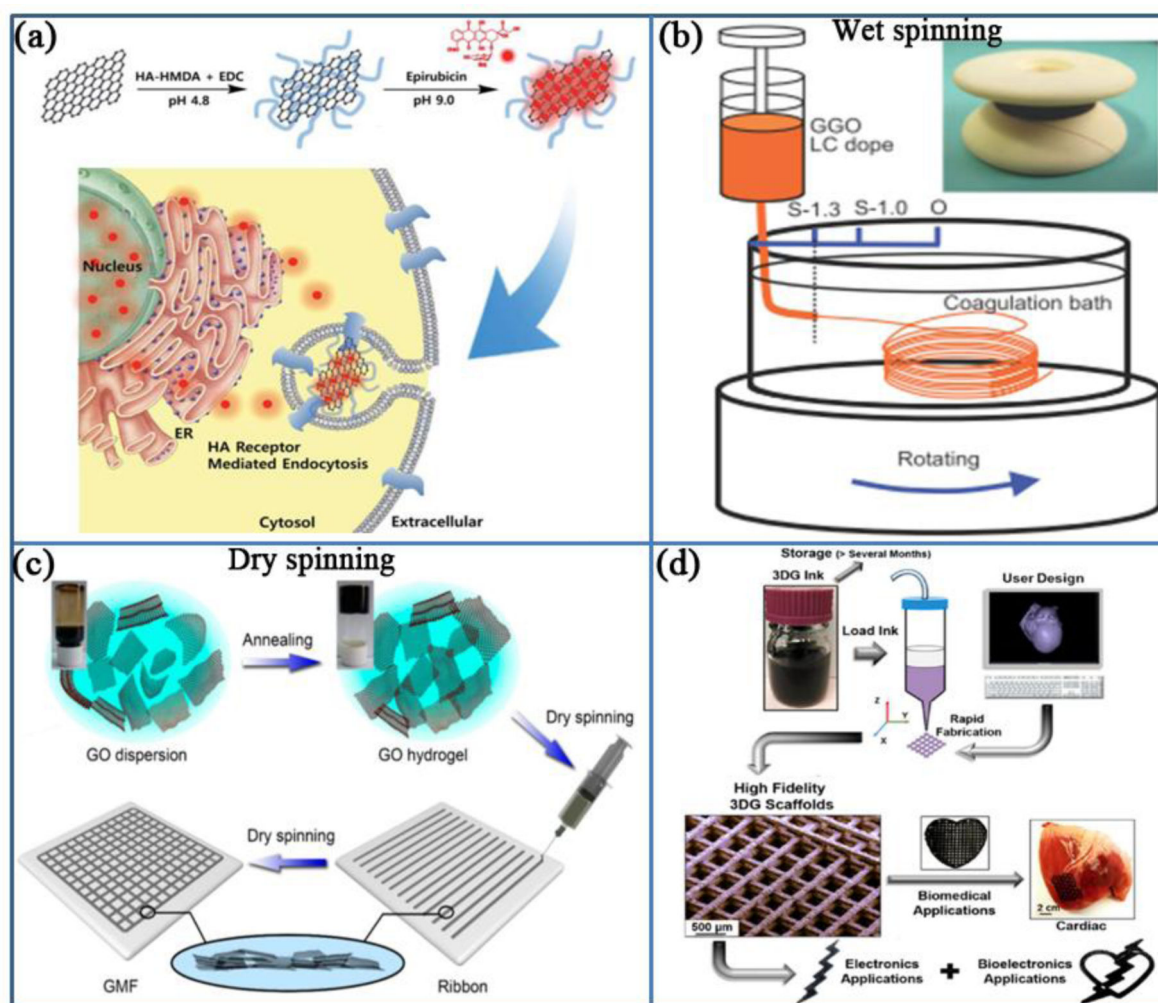 (a)
HA-HMDA + EDC
pH 4.8
Epirubicin
pH 9.0
Nucleus
ER
HA Receptor
Mediated Endocytosis
Cytosol
Extracellular
(b)
Wet spinning
GGO
LC dope
S-1.3
S-1.0
O
Coagulation bath
Rotating
(c)
Dry spinning
Annealing
GO dispersion
GO hydrogel
Dry spinning
Dry spinning
GMF
Ribbon
(d)
Storage (> Several Months)
3DG Ink
User Design
Load Ink
Z
Y
X
Rapid
Fabrication
High Fidelity
3DG Scaffolds
500 μm
Biomedical
Applications
2 cm
Cardiac
Electronics
Applications
+
Bioelectronics
Applications